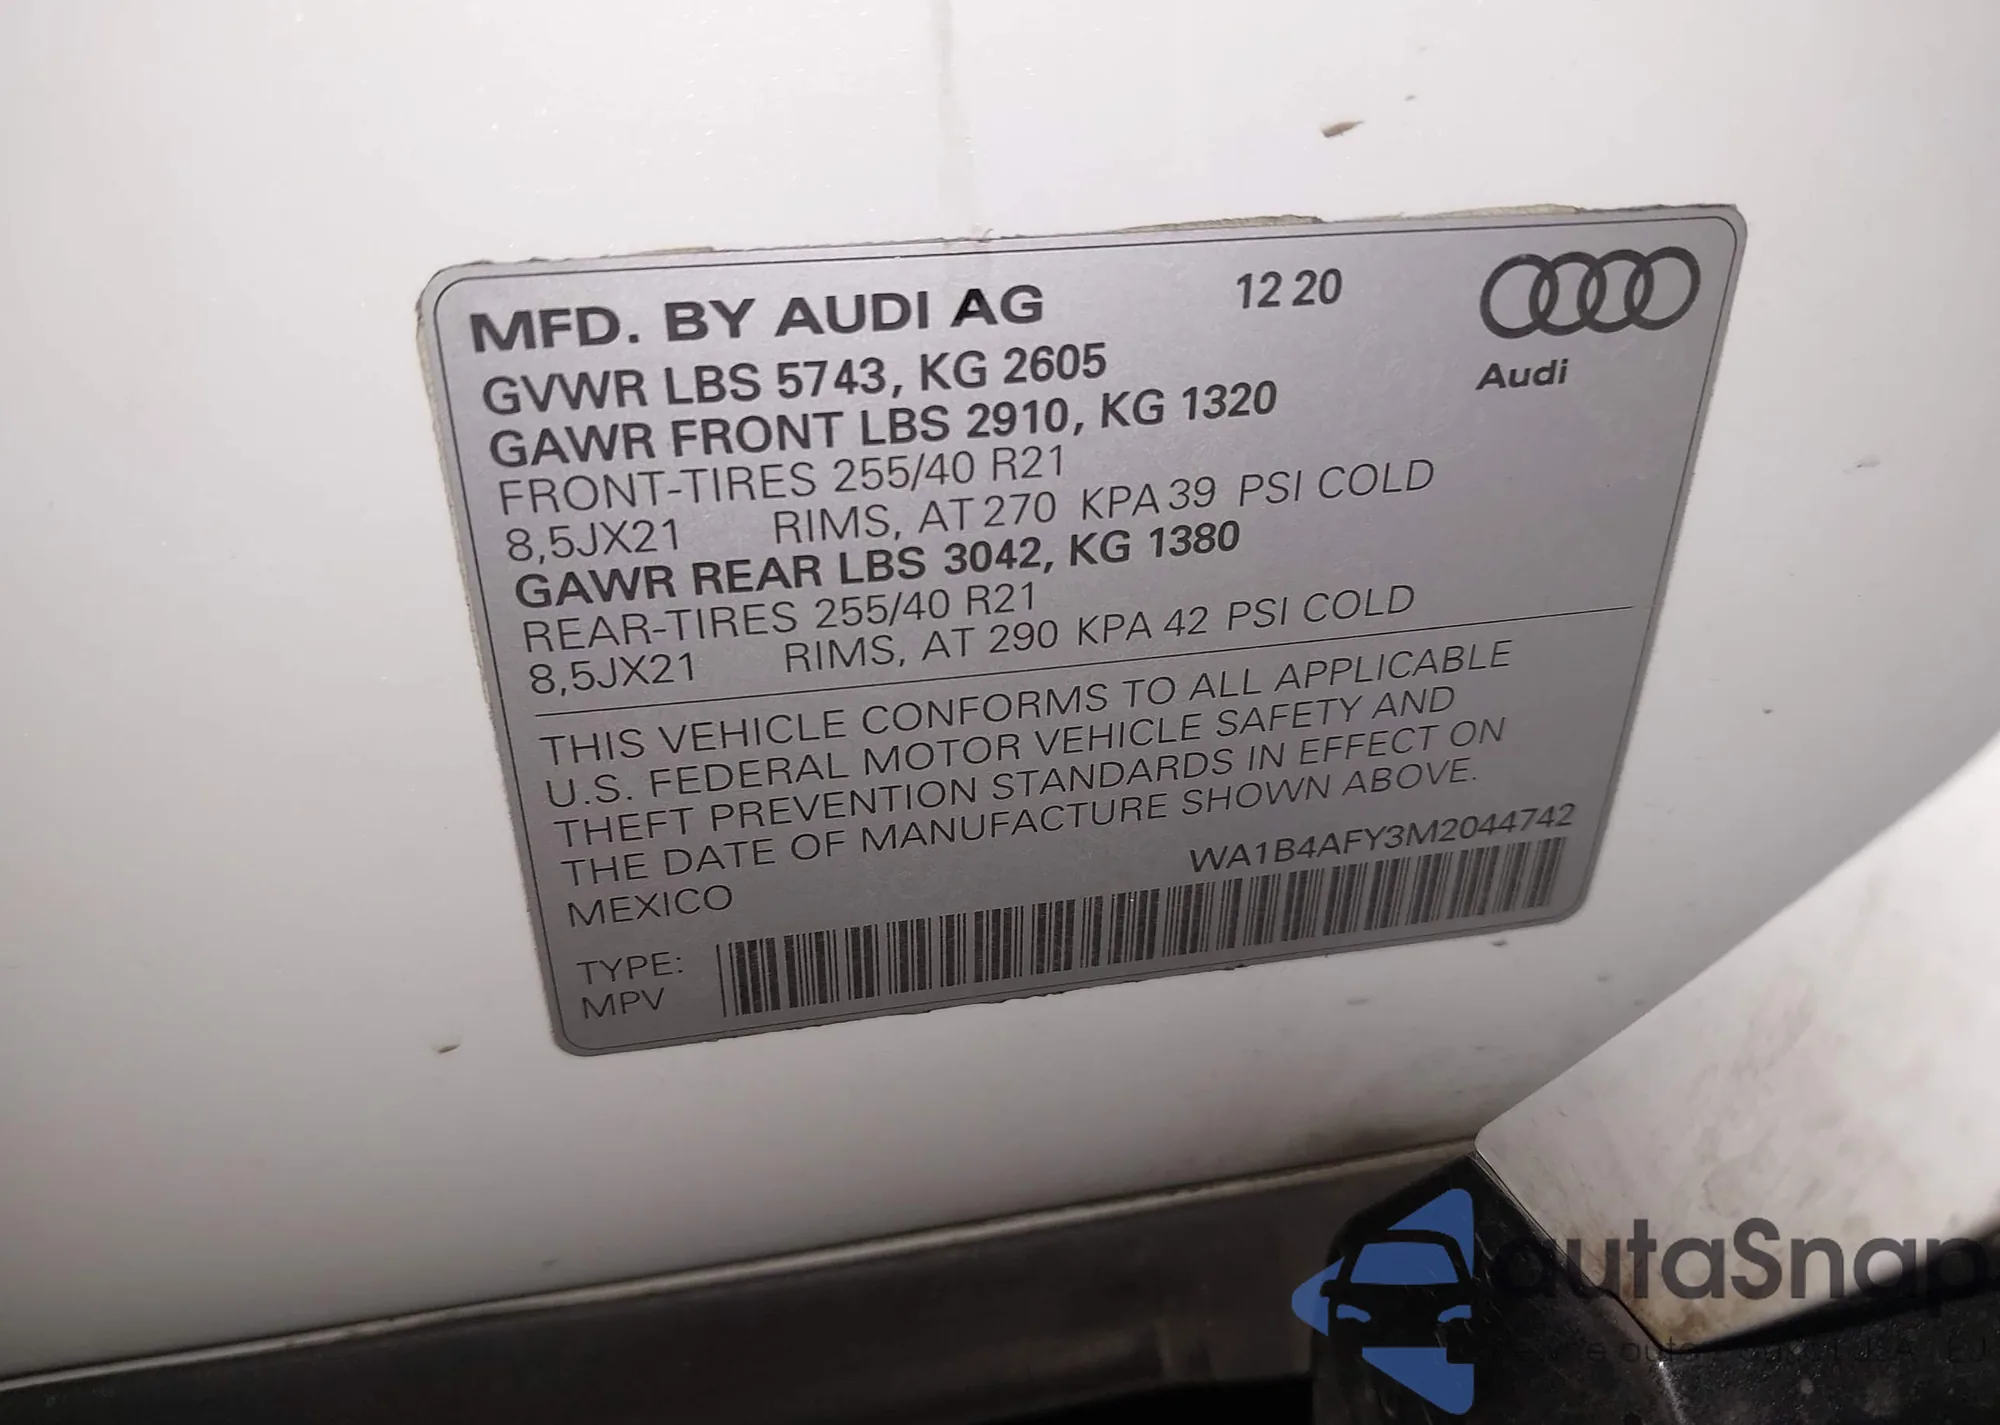 MFD. BY AUDI AG 12 20
Audi
GVWR LBS 5743, KG 2605
GAWR FRONT LBS 2910, KG 1320
FRONT-TIRES 255/40 R21
8,5JX21 RIMS, AT 270 KPA 39 PSI COLD
GAWR REAR LBS 3042, KG 1380
REAR-TIRES 255/40 R21
8,5JX21 RIMS, AT 290 KPA 42 PSI COLD
THIS VEHICLE CONFORMS TO ALL APPLICABLE
U.S. FEDERAL MOTOR VEHICLE SAFETY AND
THEFT PREVENTION STANDARDS IN EFFECT ON
THE DATE OF MANUFACTURE SHOWN ABOVE.
MEXICO WA1B4AFY3M2044742
TYPE:
MPV
autaSnap